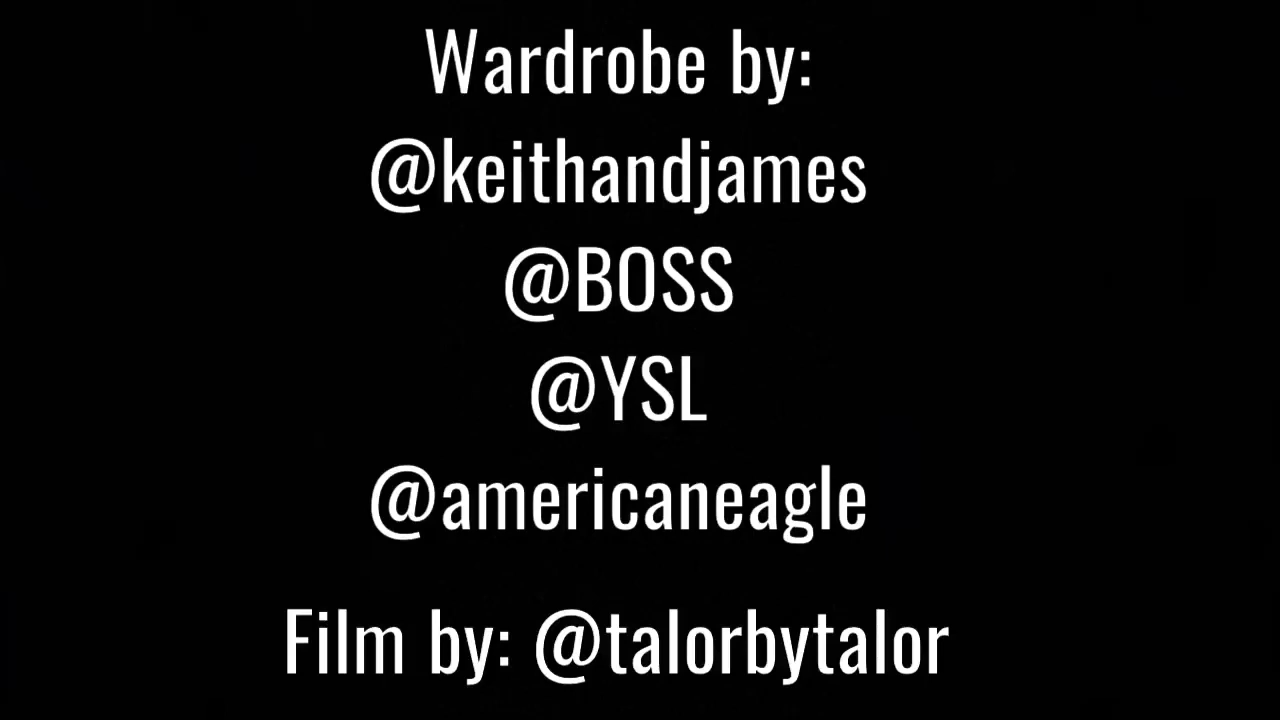 Wardrobe by:
@keithandjames
@BOSS
@YSL
@americaneagle
Film by: @talorbytalor